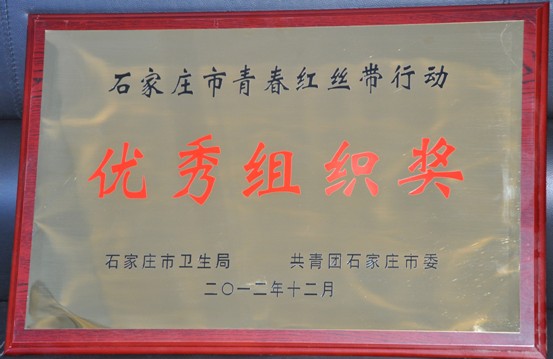 石家庄市青春红丝带行动
优秀组织奖
石家庄市卫生局 共青团石家庄市委
二〇一二年十二月